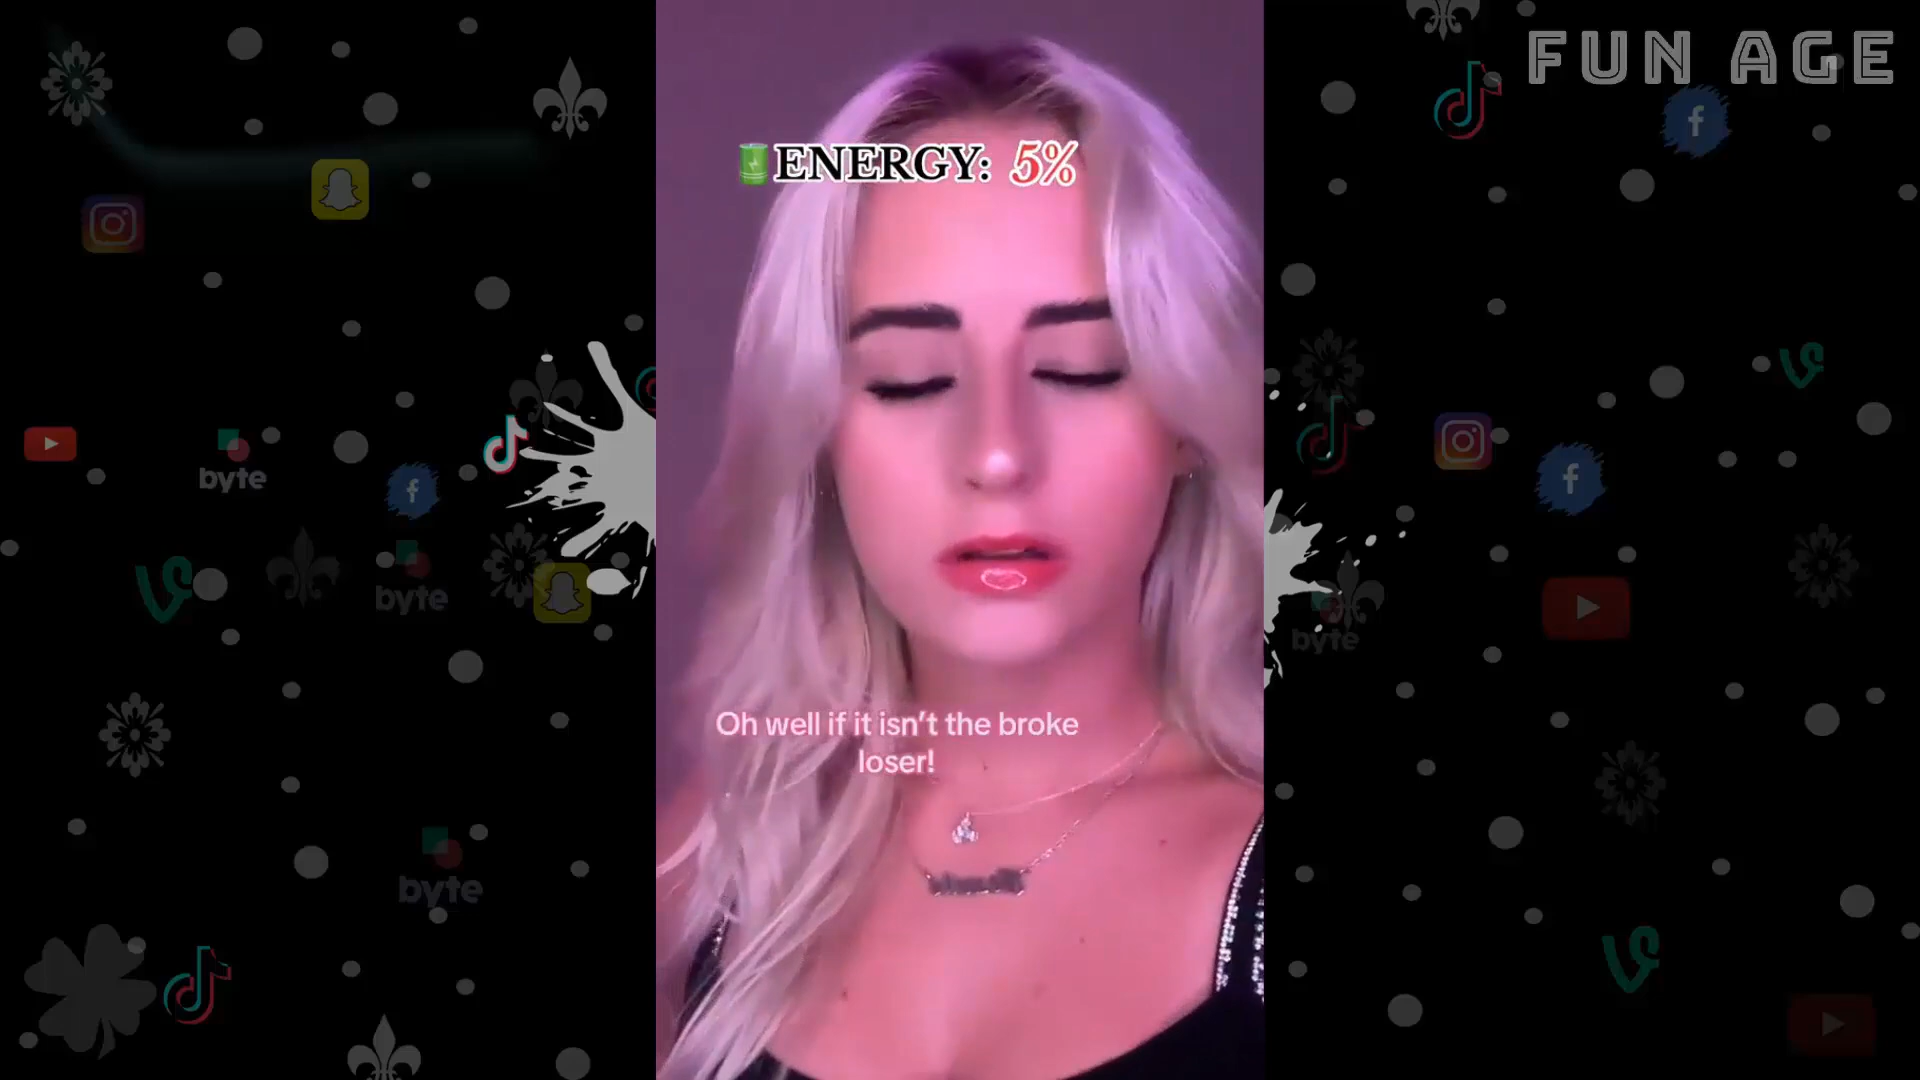 FUN AGE
🔋ENERGY: 5%
Oh well if it isn't the broke
loser!
byte
byte
byte
byte